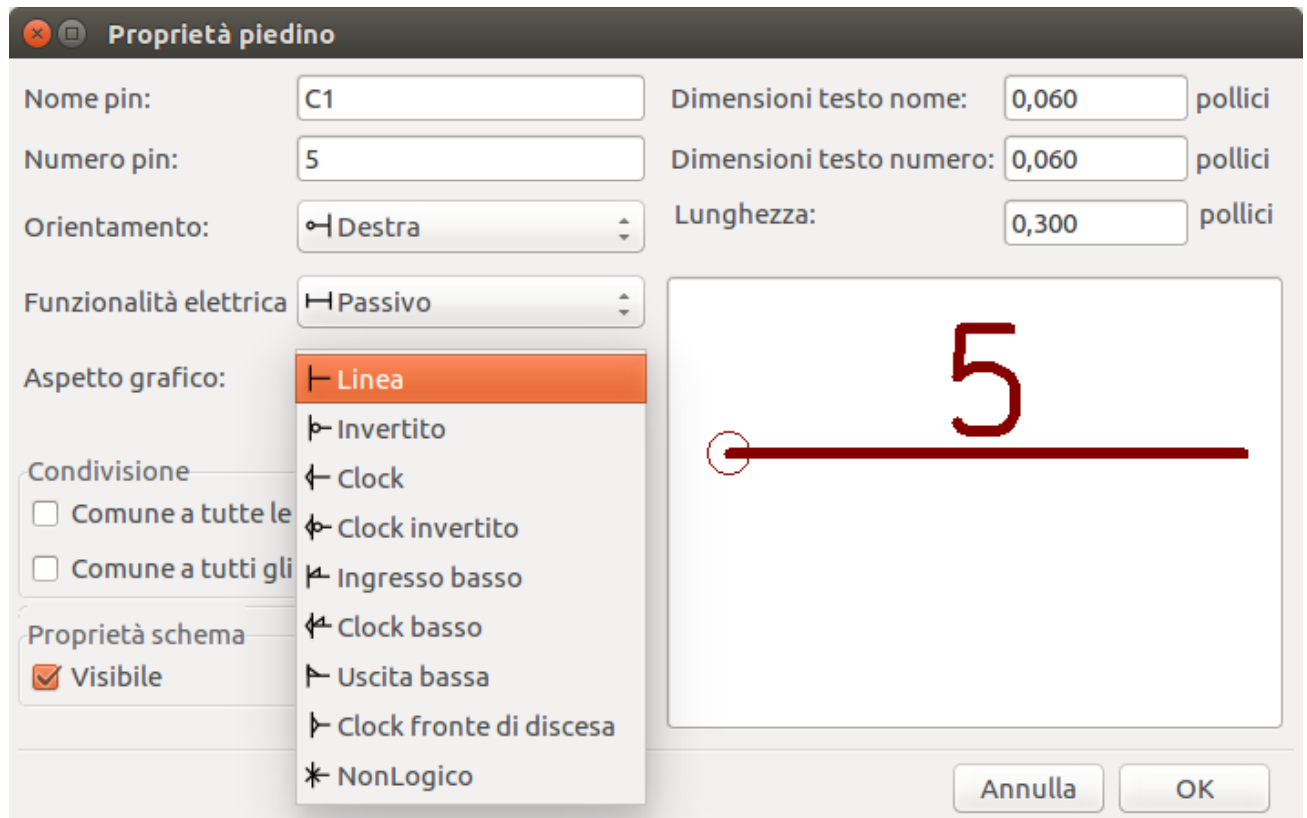 Proprietà piedino
Nome pin:
C1
Dimensioni testo nome:
0,060
pollici
Numero pin:
5
Dimensioni testo numero:
0,060
pollici
Orientamento:
Destra
Lunghezza:
0,300
pollici
Funzionalità elettrica
Passivo
Aspetto grafico:
Linea
Invertito
Clock
Clock invertito
Ingresso basso
Clock basso
Uscita bassa
Clock fronte di discesa
NonLogico
Condivisione
Comune a tutte le
Comune a tutti gli
Proprietà schema
Visibile
5
Annulla
OK